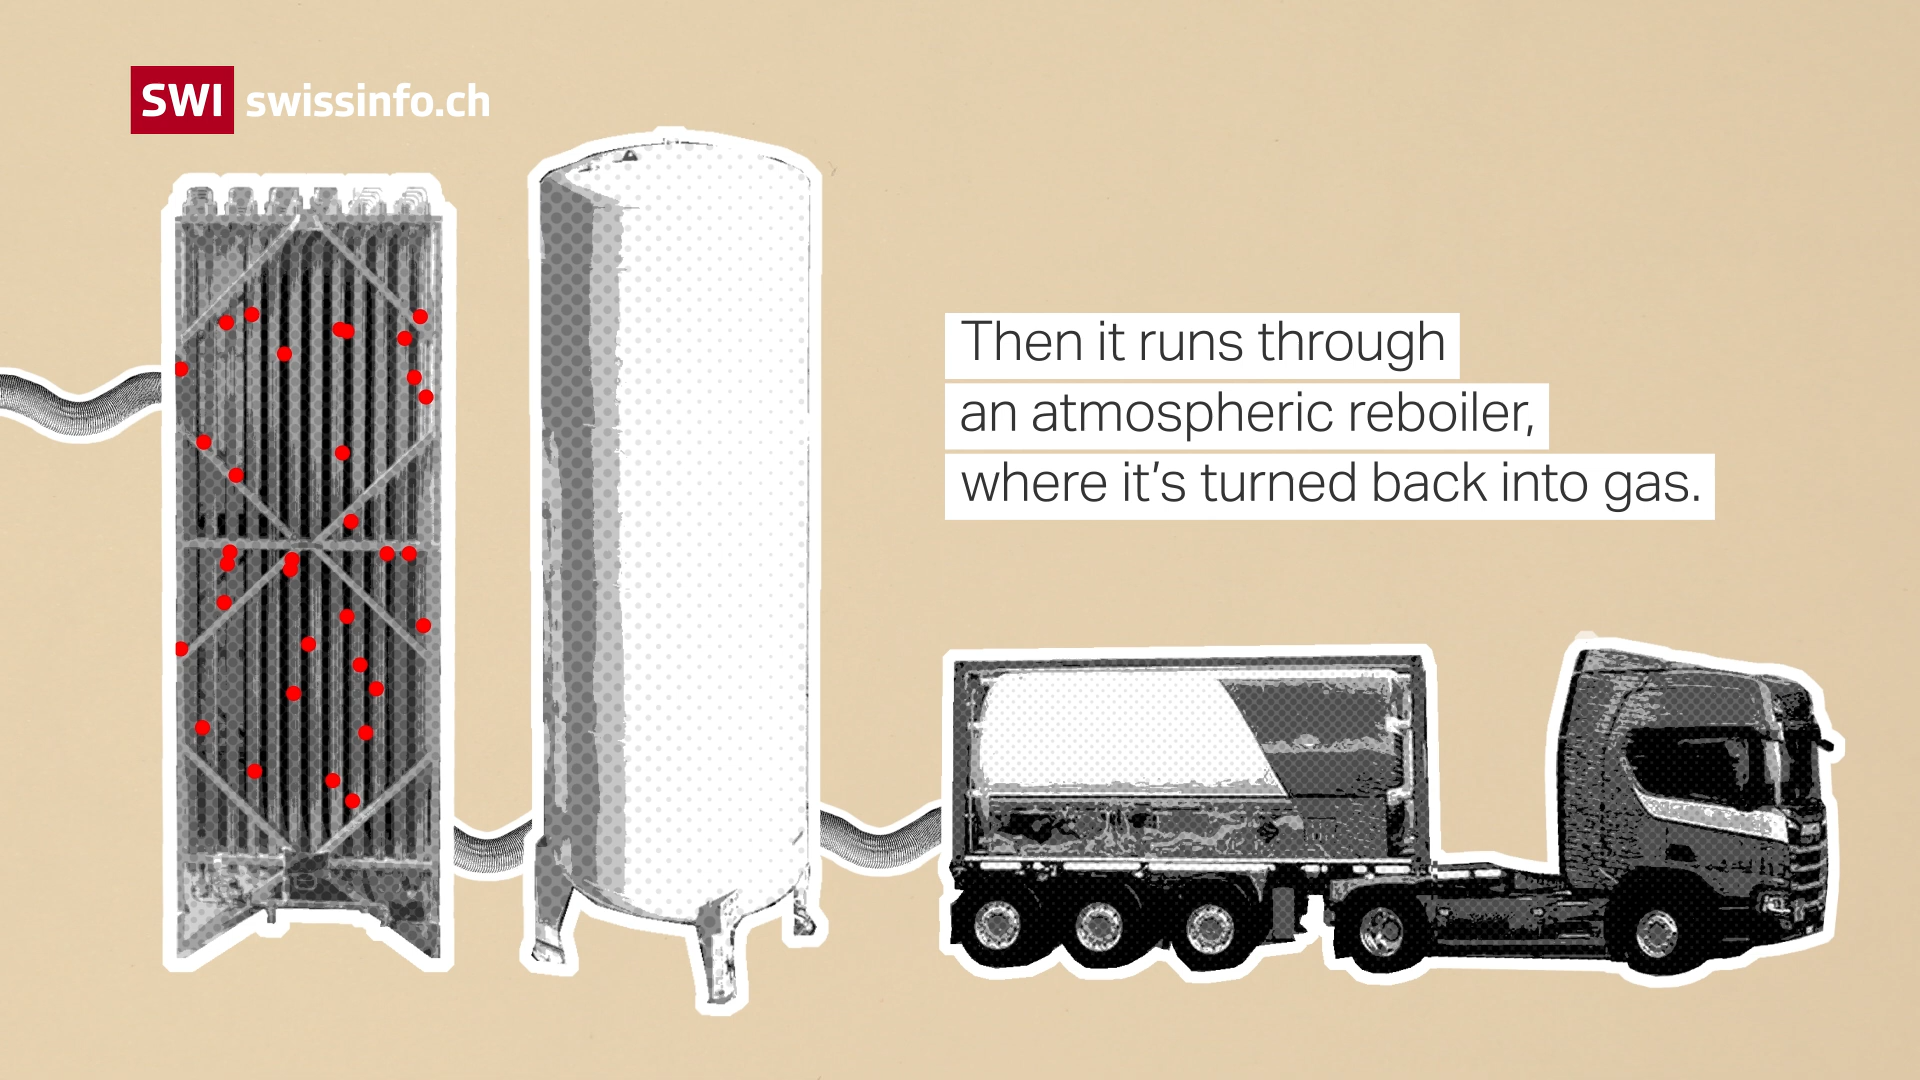 SWI swissinfo.ch
Then it runs through
an atmospheric reboiler,
where it's turned back into gas.